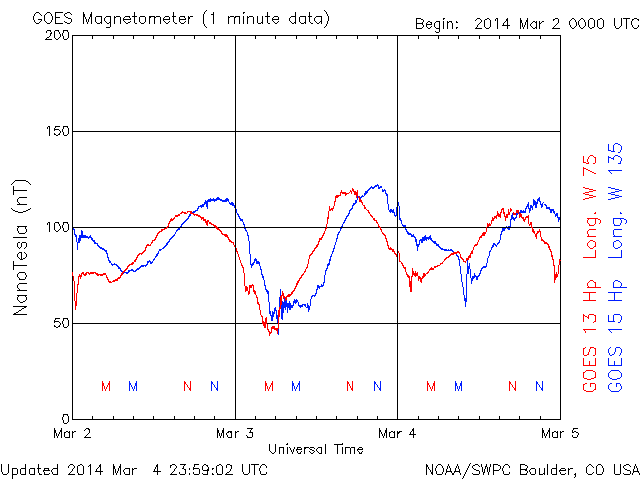 GOES Magnetometer (1 minute data)
Begin: 2014 Mar 2 0000 UTC
200
150
100
50
0
NanoTesla (nT)
M M N N M M N N M M N N
Mar 2 Mar 3 Mar 4 Mar 5
Universal Time
GOES 13 Hp Long. W 75
GOES 15 Hp Long. W 135
Updated 2014 Mar 4 23:59:02 UTC
NOAA/SWPC Boulder, CO USA